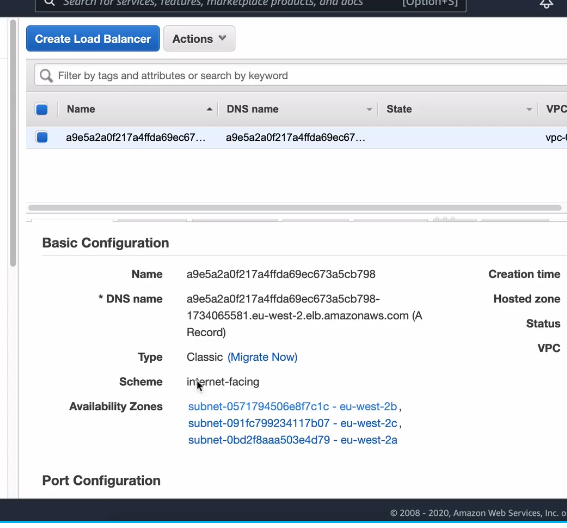 Search for services, features, marketplace products, and docs [Option+S]
Create Load Balancer Actions
Filter by tags and attributes or search by keyword
Name DNS name State VPC
a9e5a2a0f217a4ffda69ec67... a9e5a2a0f217a4ffda69ec67... vpc-
Basic Configuration
Name a9e5a2a0f217a4ffda69ec673a5cb798 Creation time
* DNS name a9e5a2a0f217a4ffda69ec673a5cb798- Hosted zone
1734065581.eu-west-2.elb.amazonaws.com (A Status
Record)
Type Classic (Migrate Now) VPC
Scheme internet-facing
Availability Zones subnet-0571794506e8f7c1c - eu-west-2b,
subnet-091fc799234117b07 - eu-west-2c,
subnet-0bd2f8aaa503e4d79 - eu-west-2a
Port Configuration
© 2008 - 2020, Amazon Web Services, Inc. o